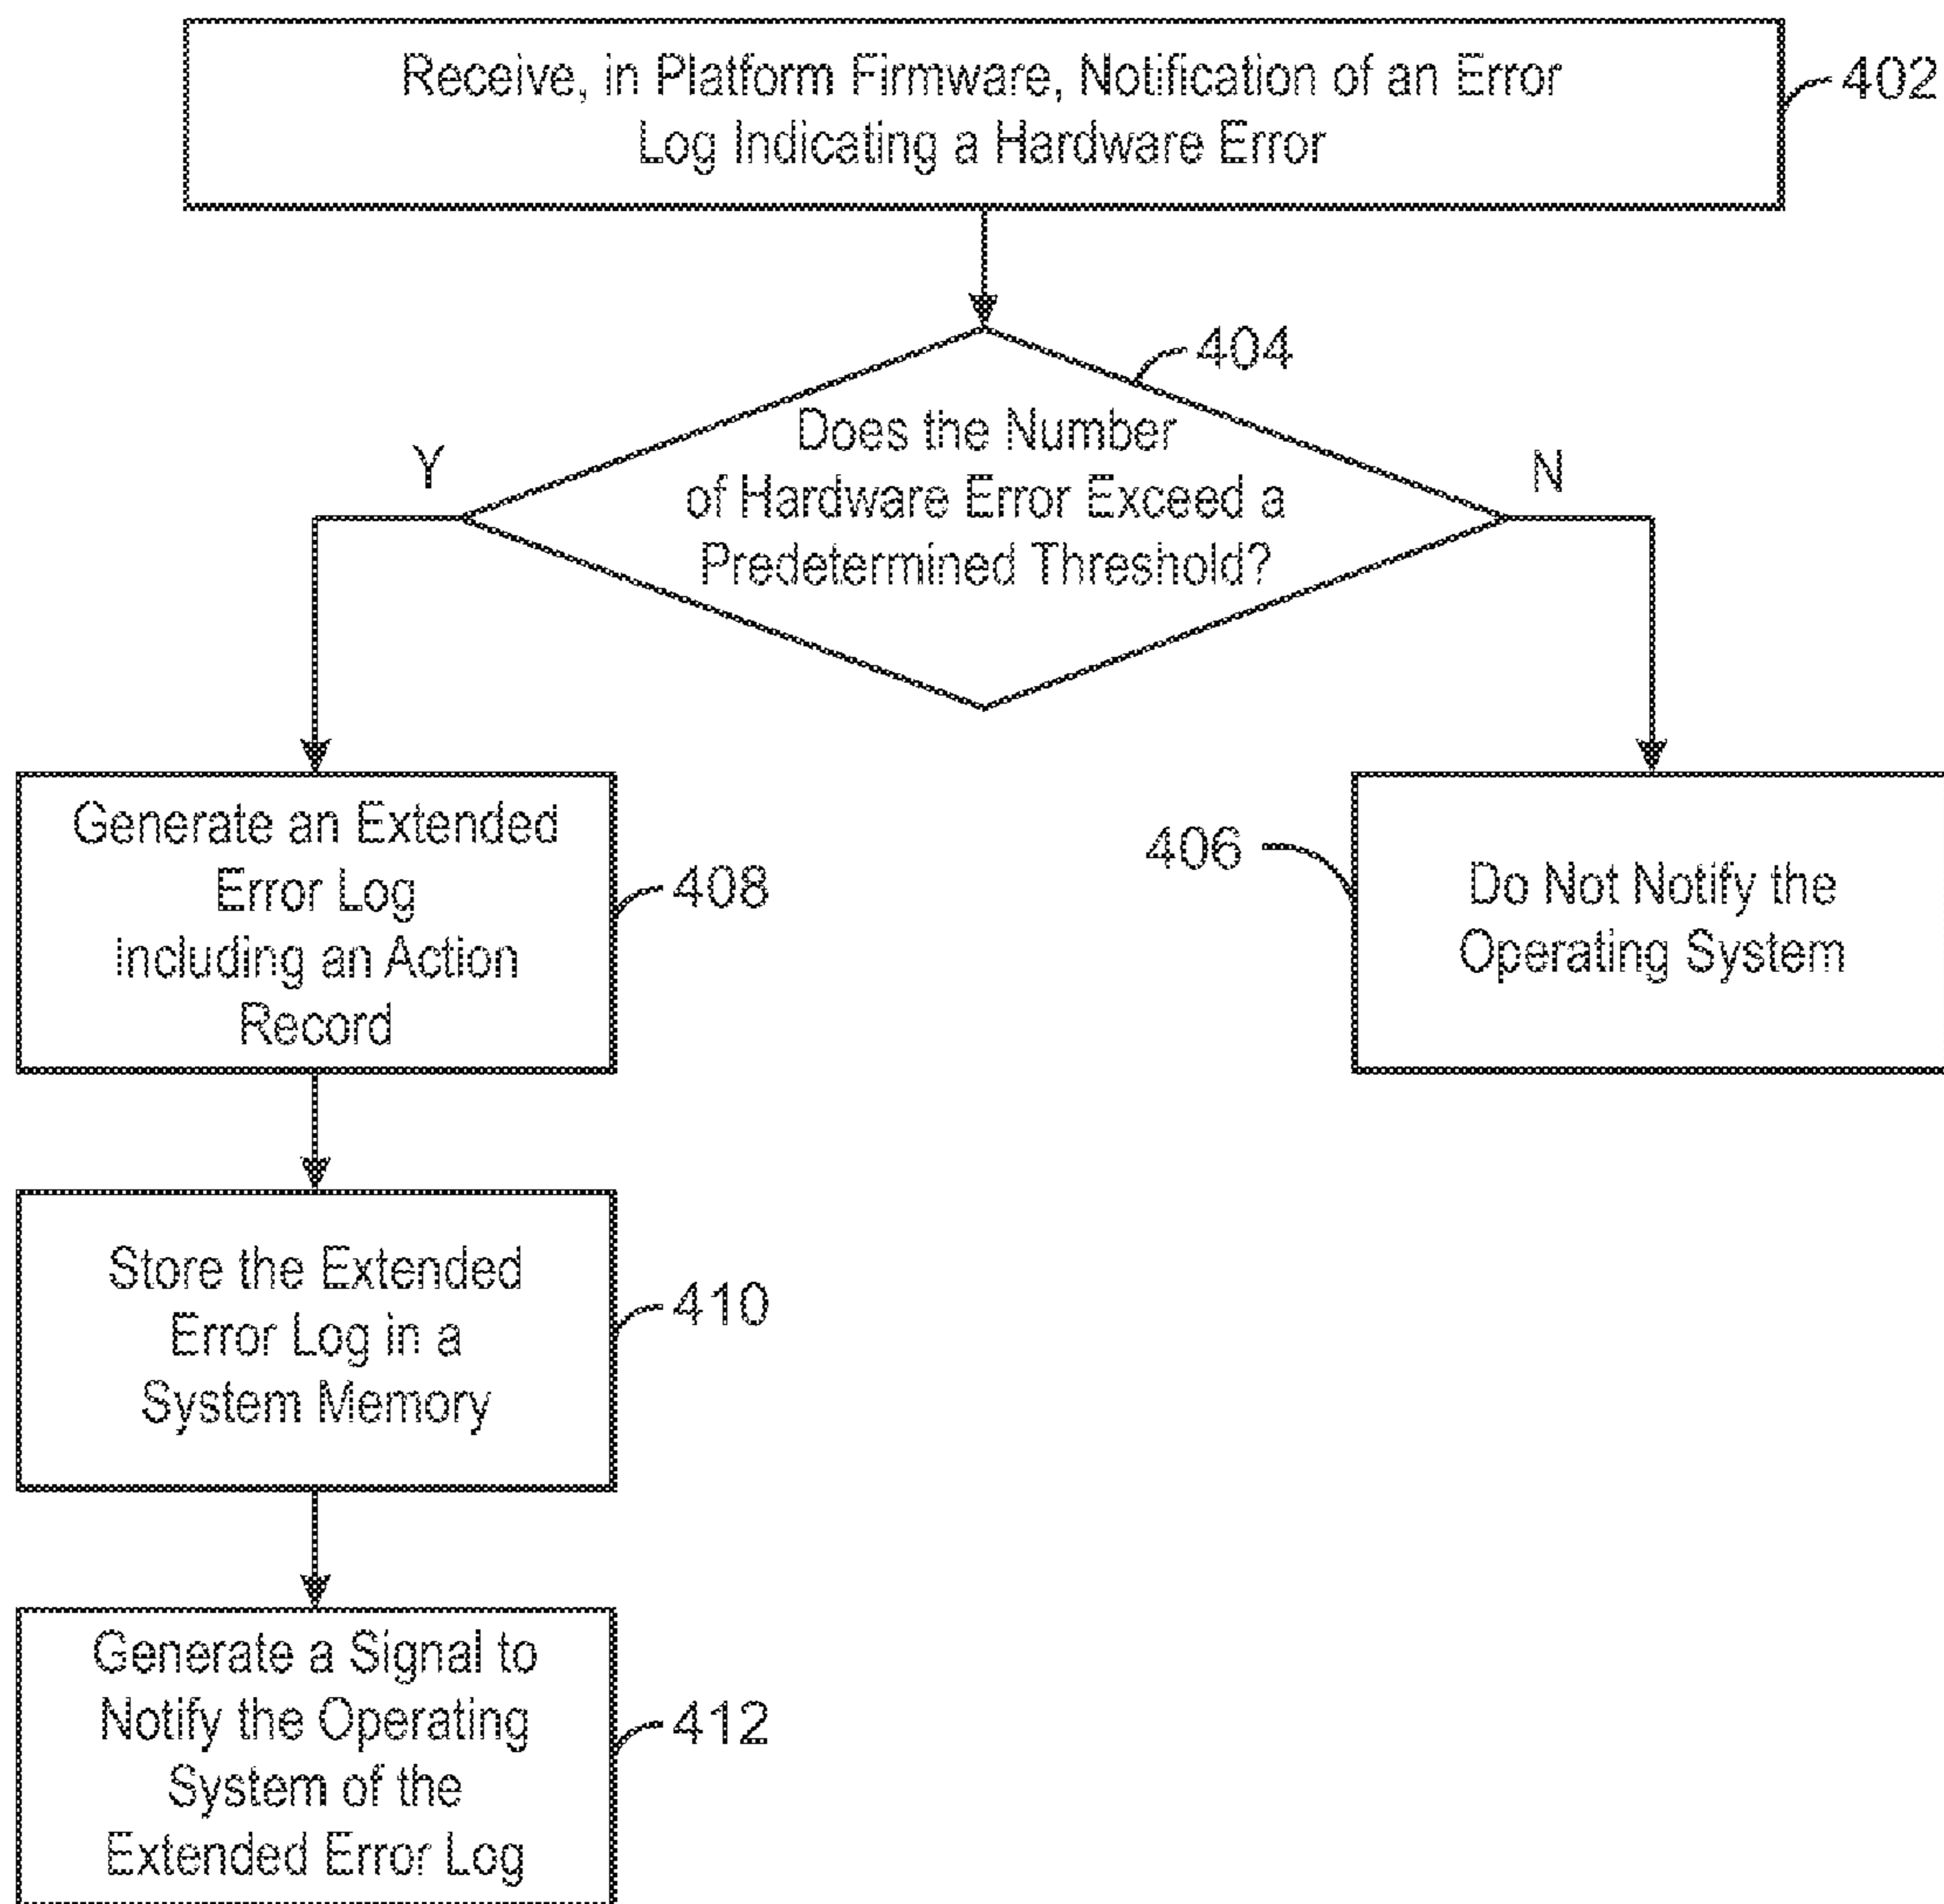 Receive, in Platform Firmware, Notification of an Error
Log Indicating a Hardware Error
402
404
Does the Number
of Hardware Error Exceed a
Predetermined Threshold?
Y
N
Generate an Extended
Error Log
including an Action
Record
408
406
Do Not Notify the
Operating System
Store the Extended
Error Log in a
System Memory
410
Generate a Signal to
Notify the Operating
System of the
Extended Error Log
412